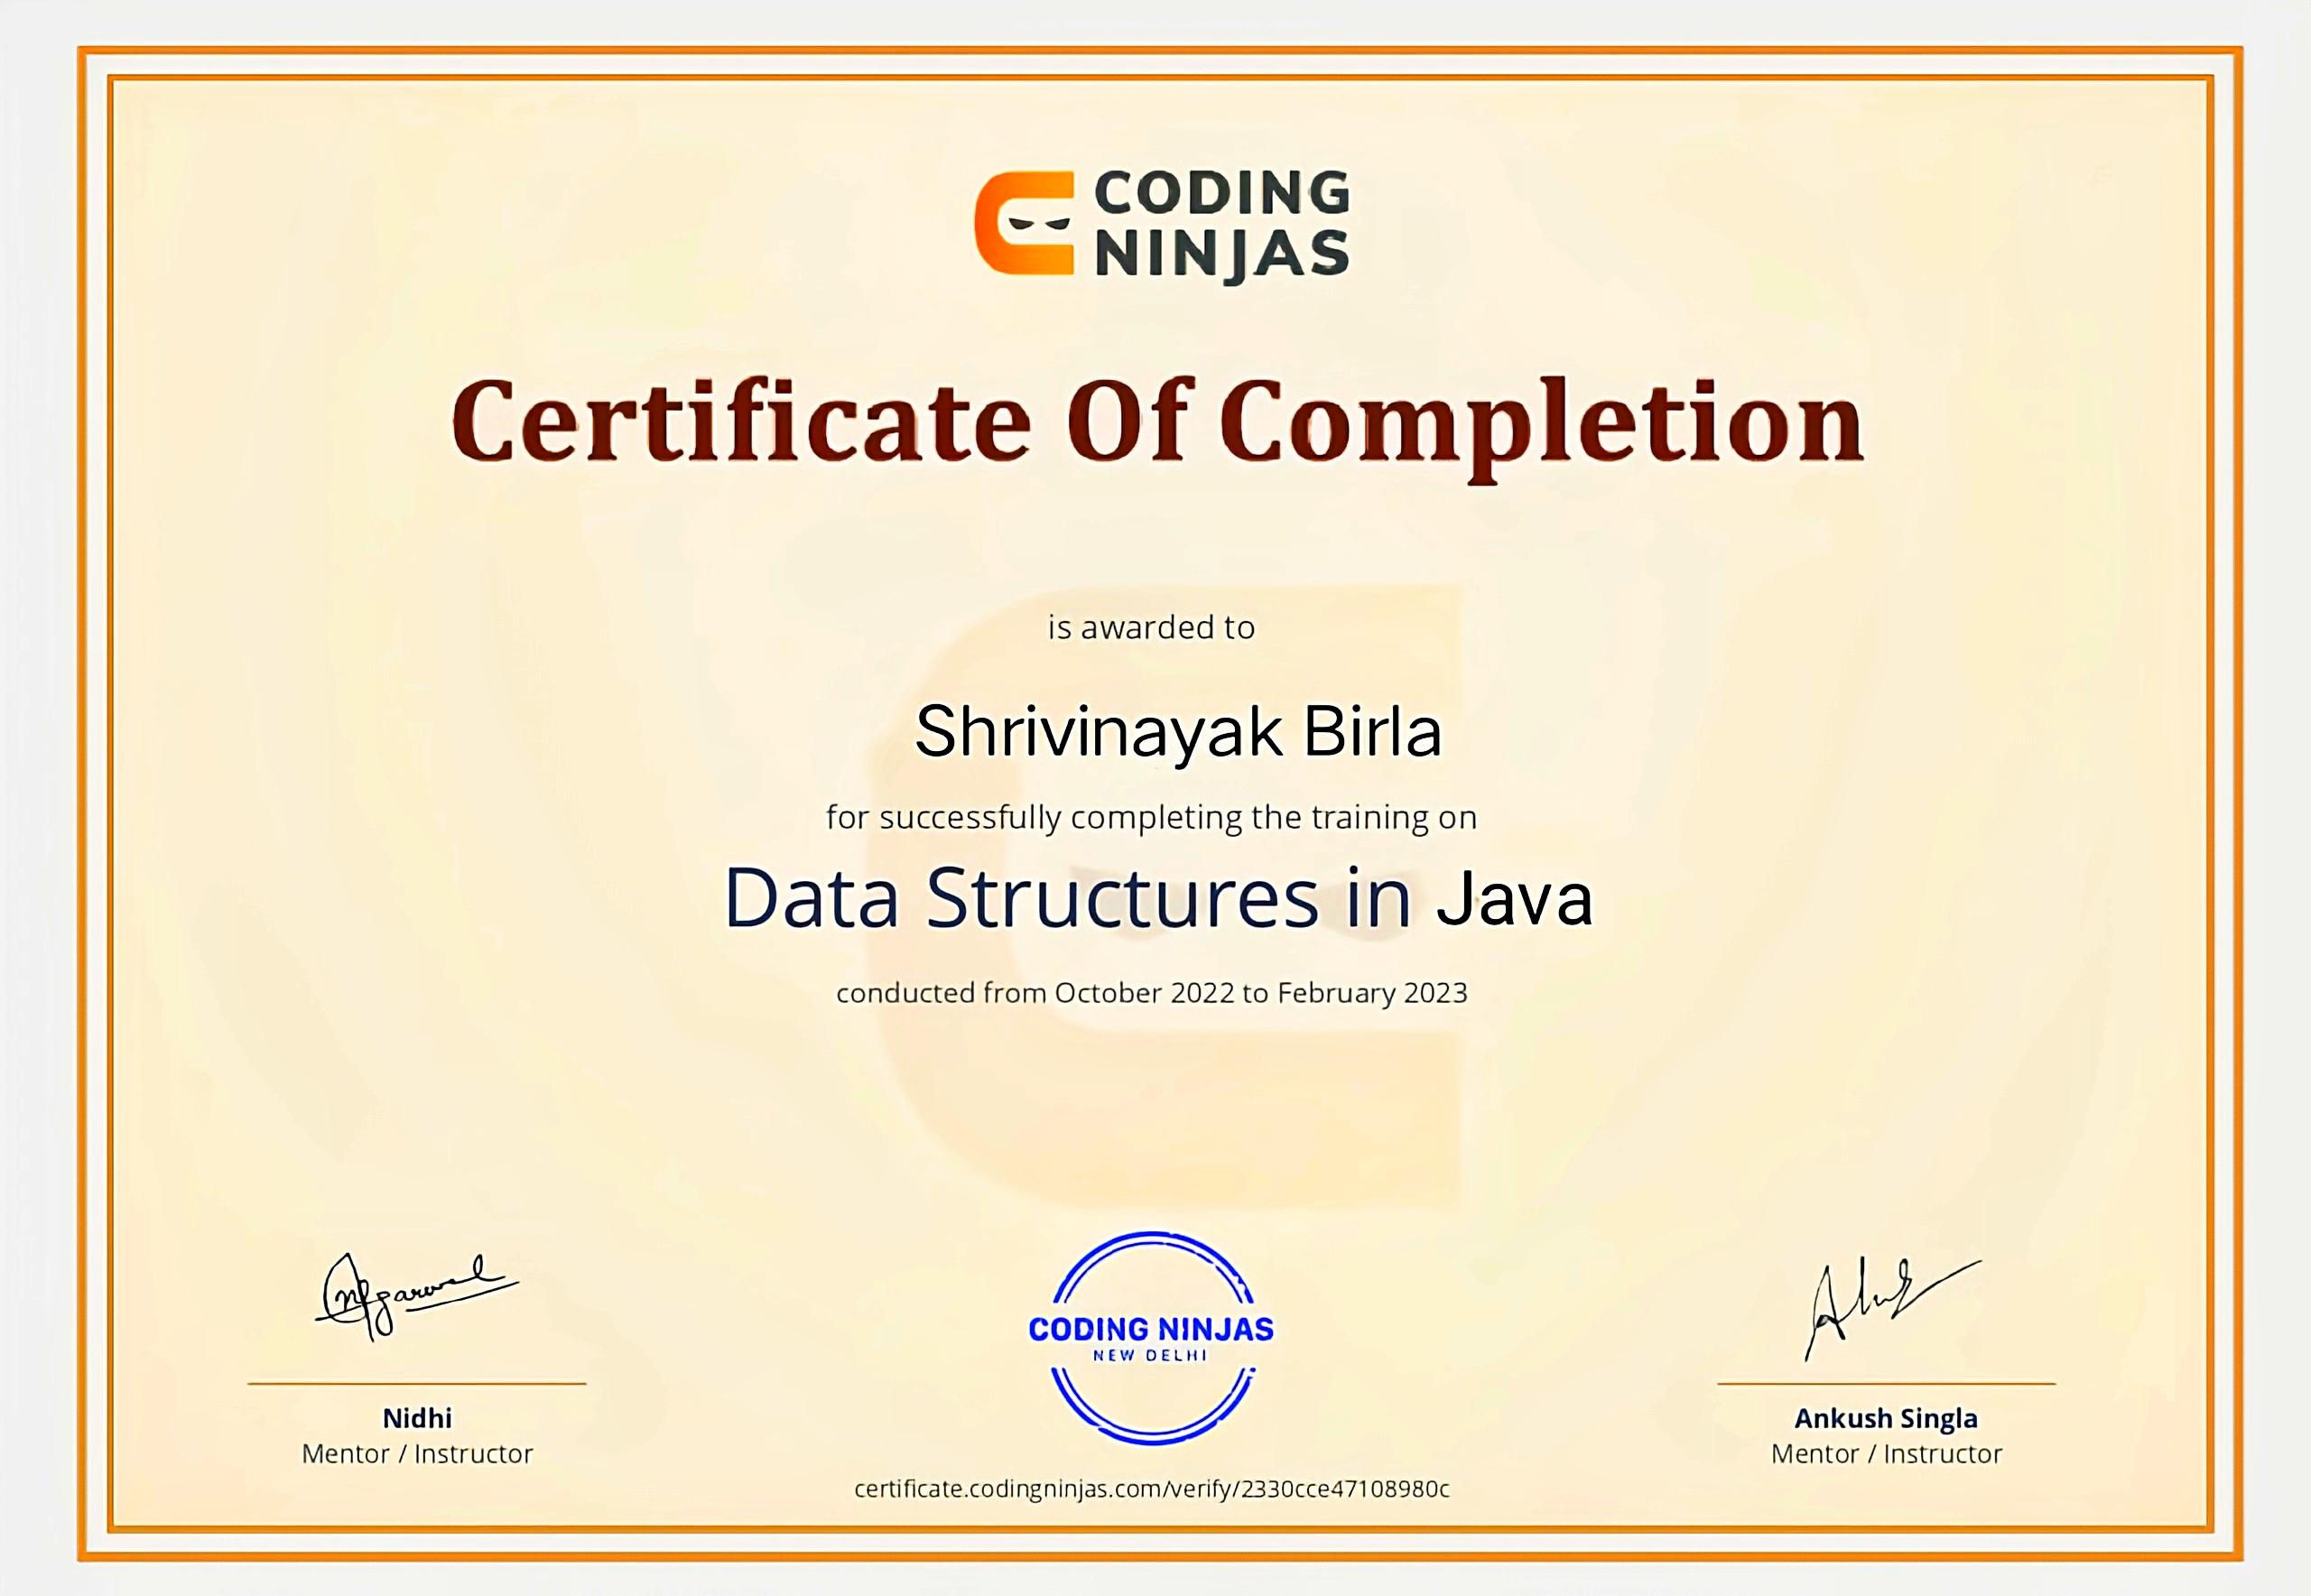 CODING
NINJAS
Certificate Of Completion
is awarded to
Shrivinayak Birla
for successfully completing the training on
Data Structures in Java
conducted from October 2022 to February 2023
CODING NINJAS
NEW DELHI
Nidhi
Mentor / Instructor
Ankush Singla
Mentor / Instructor
certificate.codingninjas.com/verify/2330cce47108980c